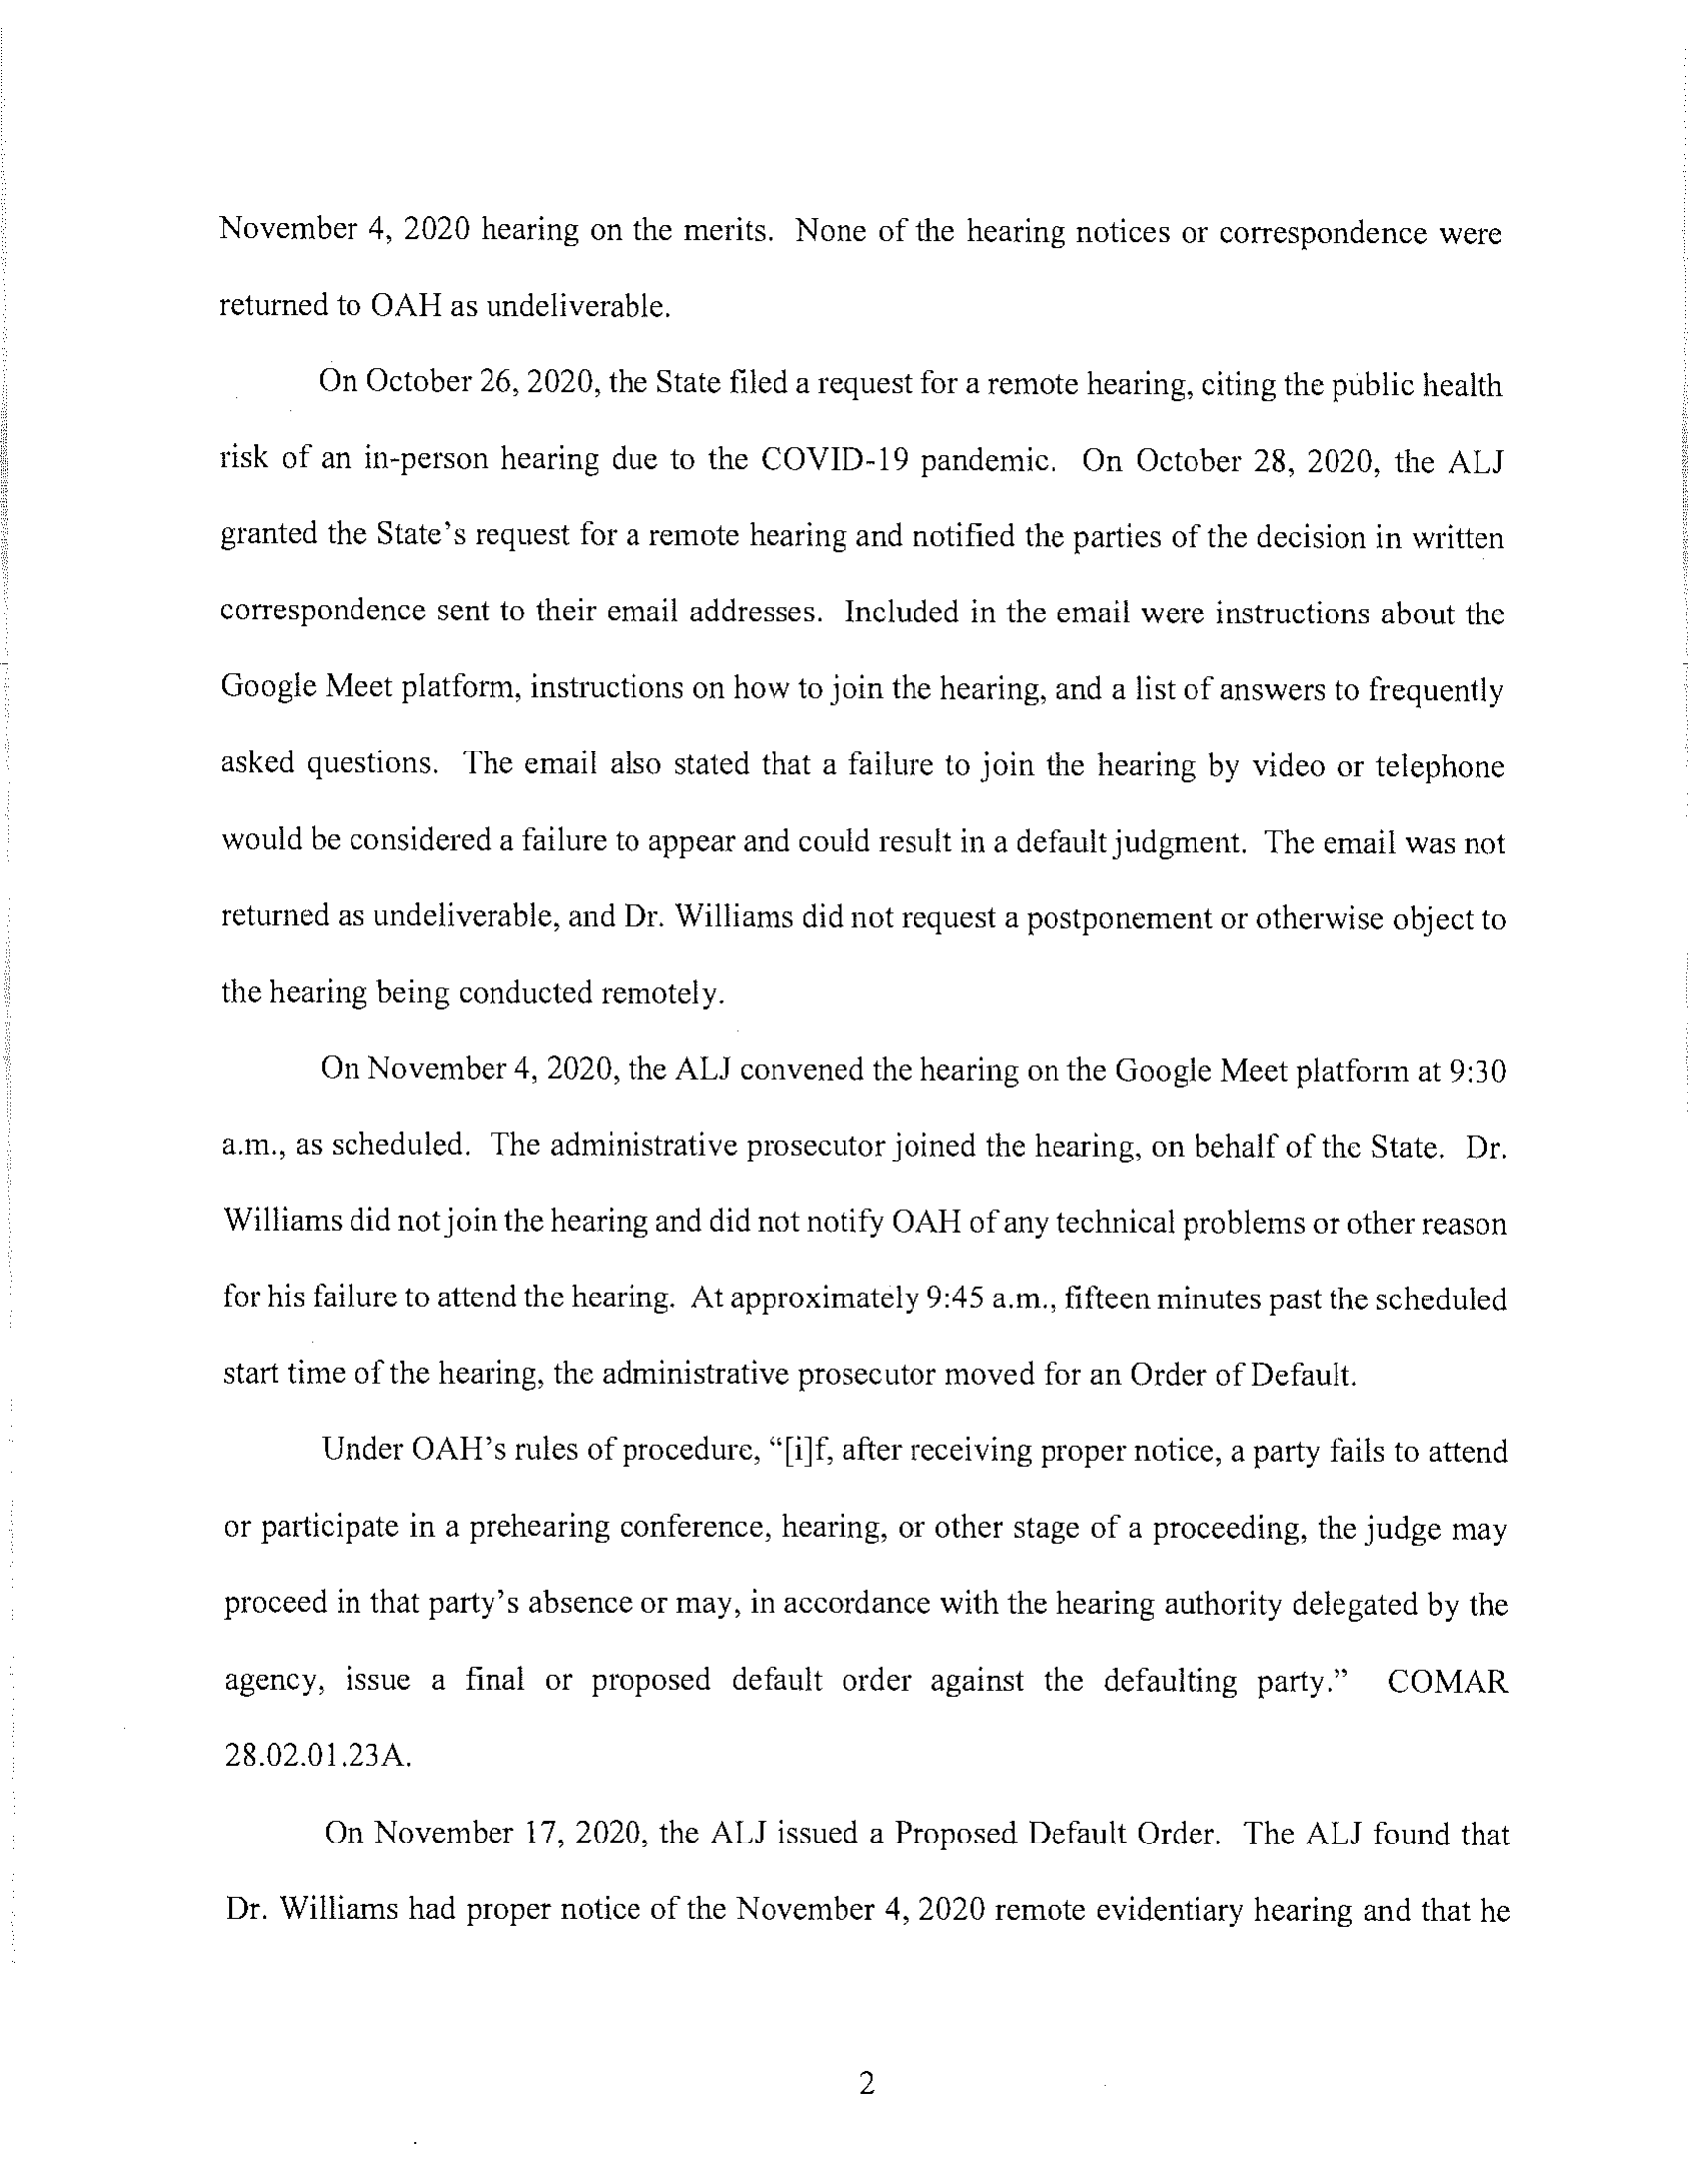 November 4, 2020 hearing on the merits. None of the hearing notices or correspondence were
returned to OAH as undeliverable.
On October 26, 2020, the State filed a request for a remote hearing, citing the public health
risk of an in-person hearing due to the COVID-19 pandemic. On October 28, 2020, the ALJ
granted the State's request for a remote hearing and notified the parties of the decision in written
correspondence sent to their email addresses. Included in the email were instructions about the
Google Meet platform, instructions on how to join the hearing, and a list of answers to frequently
asked questions. The email also stated that a failure to join the hearing by video or telephone
would be considered a failure to appear and could result in a default judgment. The email was not
returned as undeliverable, and Dr. Williams did not request a postponement or otherwise object to
the hearing being conducted remotely.
On November 4, 2020, the ALJ convened the hearing on the Google Meet platform at 9:30
a.m., as scheduled. The administrative prosecutor joined the hearing, on behalf of the State. Dr.
Williams did not join the hearing and did not notify OAH of any technical problems or other reason
for his failure to attend the hearing. At approximately 9:45 a.m., fifteen minutes past the scheduled
start time of the hearing, the administrative prosecutor moved for an Order of Default.
Under OAH's rules of procedure, "[i]f, after receiving proper notice, a party fails to attend
or participate in a prehearing conference, hearing, or other stage of a proceeding, the judge may
proceed in that party's absence or may, in accordance with the hearing authority delegated by the
agency, issue a final or proposed default order against the defaulting party." COMAR
28.02.01.23A.
On November 17, 2020, the ALJ issued a Proposed Default Order. The ALJ found that
Dr. Williams had proper notice of the November 4, 2020 remote evidentiary hearing and that he
2